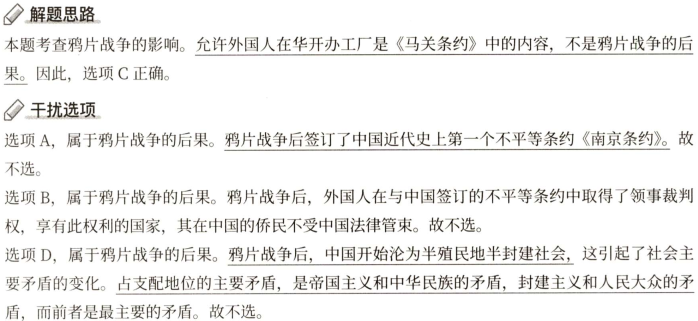 解题思路
本题考查鸦片战争的影响。允许外国人在华开办工厂是《马关条约》中的内容，不是鸦片战争的后
果。因此，选项 C 正确。
干扰选项
选项 A，属于鸦片战争的后果。鸦片战争后签订了中国近代史上第一个不平等条约《南京条约》。故
不选。
选项 B，属于鸦片战争的后果。鸦片战争后，外国人在与中国签订的不平等条约中取得了领事裁判
权，享有此权利的国家，其在中国的侨民不受中国法律管束。故不选。
选项 D，属于鸦片战争的后果。鸦片战争后，中国开始沦为半殖民地半封建社会，这引起了社会主
要矛盾的变化。占支配地位的主要矛盾，是帝国主义和中华民族的矛盾，封建主义和人民大众的矛
盾，而前者是最主要的矛盾。故不选。